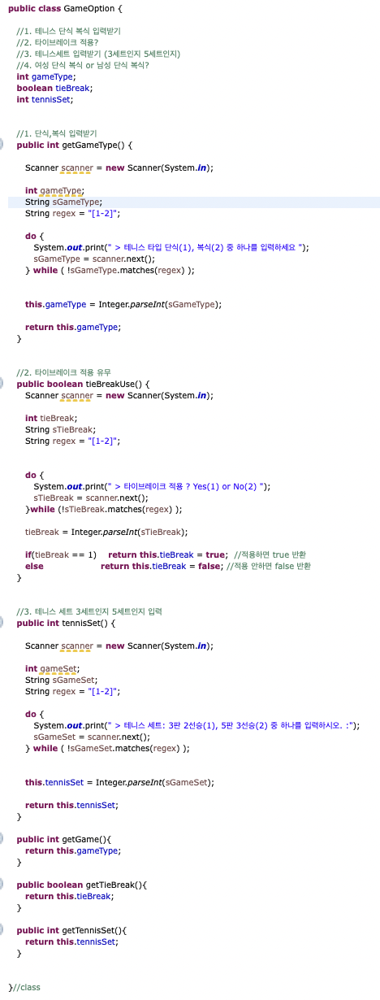 public class GameOption {
//1. 테니스 단식 복식 입력받기
//2. 타이브레이크 적용?
//3. 테니스세트 입력받기 (3세트인지 5세트인지)
//4. 여성 단식 복식 or 남성 단식 복식?
int gameType;
boolean tieBreak;
int tennisSet;
//1. 단식,복식 입력받기
public int getGameType() {
Scanner scanner = new Scanner(System.in);
int gameType;
String sGameType;
String regex = "[1-2]";
do {
System.out.print(" > 테니스 타입 단식(1), 복식(2) 중 하나를 입력하세요 ");
sGameType = scanner.next();
} while ( !sGameType.matches(regex) );
this.gameType = Integer.parseInt(sGameType);
return this.gameType;
}
//2. 타이브레이크 적용 유무
public boolean tieBreakUse() {
Scanner scanner = new Scanner(System.in);
int tieBreak;
String sTieBreak;
String regex = "[1-2]";
do {
System.out.print(" > 타이브레이크 적용 ? Yes(1) or No(2) ");
sTieBreak = scanner.next();
}while (!sTieBreak.matches(regex) );
tieBreak = Integer.parseInt(sTieBreak);
if(tieBreak == 1) return this.tieBreak = true; //적용하면 true 반환
else return this.tieBreak = false; //적용 안하면 false 반환
}
//3. 테니스 세트 3세트인지 5세트인지 입력
public int tennisSet() {
Scanner scanner = new Scanner(System.in);
int gameSet;
String sGameSet;
String regex = "[1-2]";
do {
System.out.print(" > 테니스 세트: 3판 2선승(1), 5판 3선승(2) 중 하나를 입력하시오. :");
sGameSet = scanner.next();
} while ( !sGameSet.matches(regex) );
this.tennisSet = Integer.parseInt(sGameSet);
return this.tennisSet;
}
public int getGame(){
return this.gameType;
}
public boolean getTieBreak(){
return this.tieBreak;
}
public int getTennisSet(){
return this.tennisSet;
}
}//class